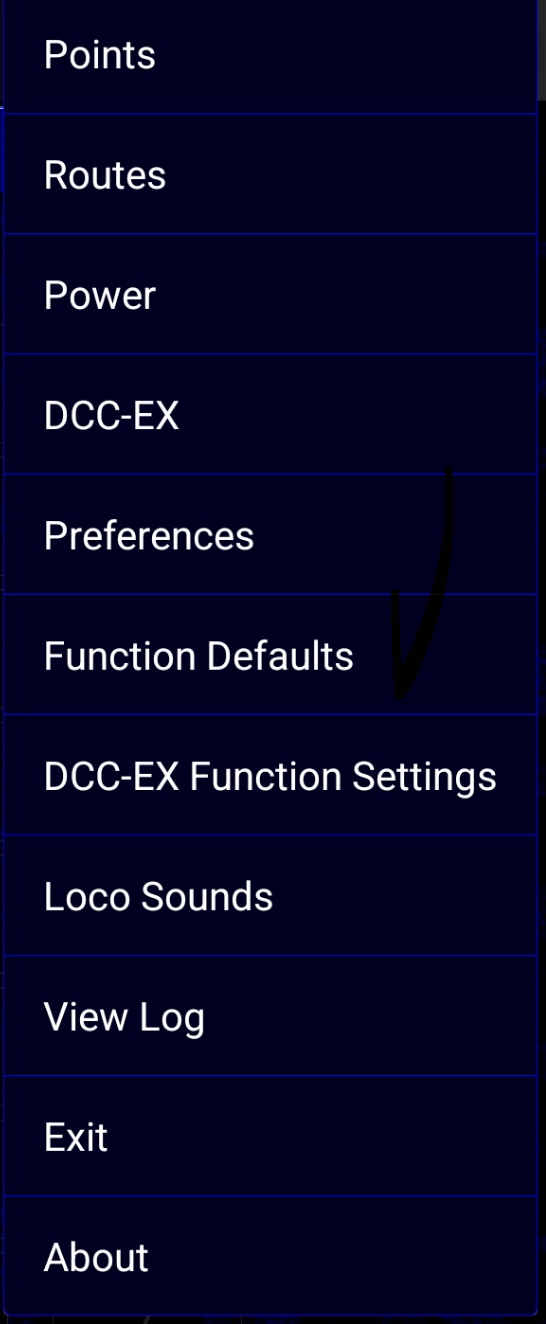 Points
Routes
Power
DCC-EX
Preferences
Function Defaults
DCC-EX Function Settings
Loco Sounds
View Log
Exit
About